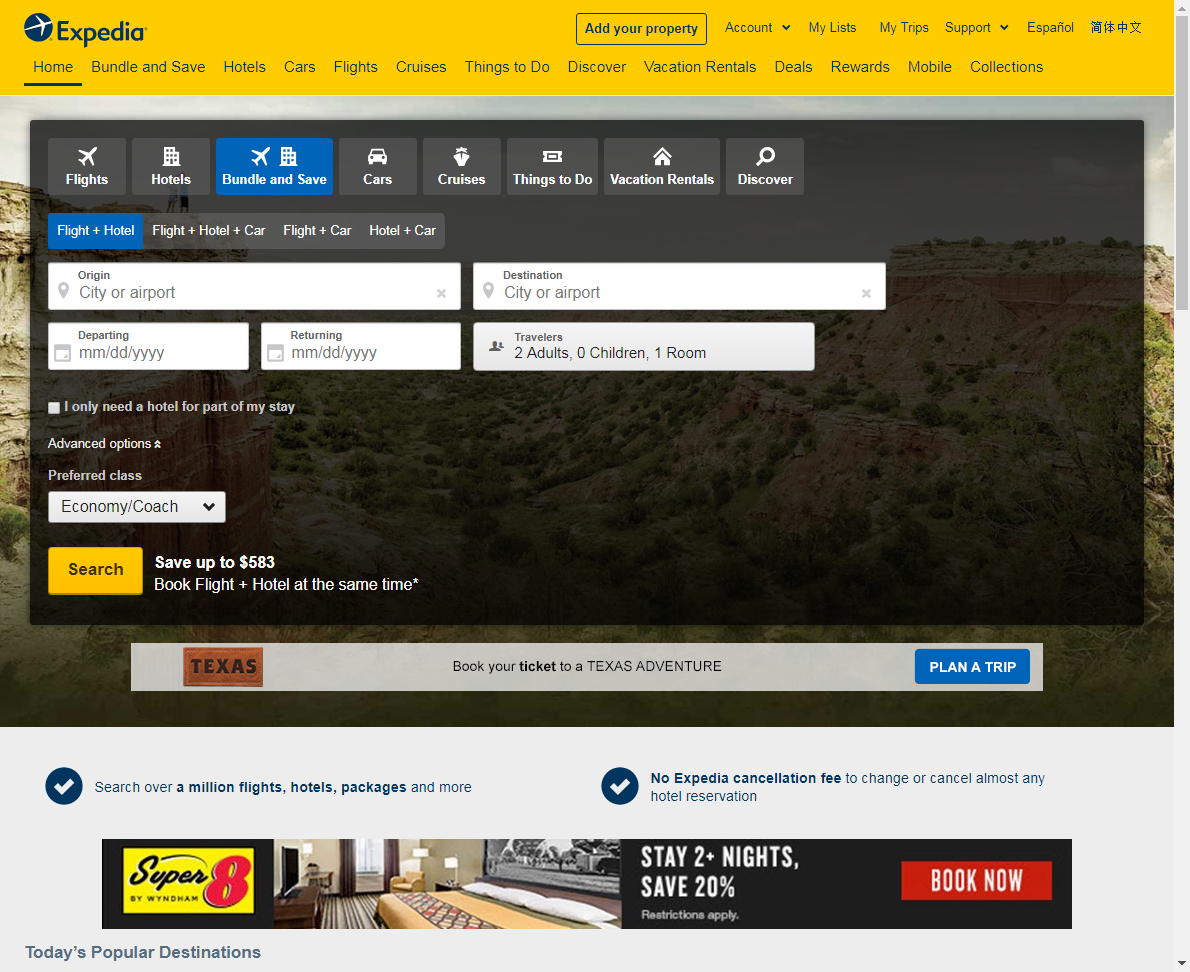 Expedia
Add your property
Account
My Lists
My Trips
Support
Español
简体中文
Home
Bundle and Save
Hotels
Cars
Flights
Cruises
Things to Do
Discover
Vacation Rentals
Deals
Rewards
Mobile
Collections
Flights
Hotels
Bundle and Save
Cars
Cruises
Things to Do
Vacation Rentals
Discover
Flight + Hotel
Flight + Hotel + Car
Flight + Car
Hotel + Car
Origin
City or airport
Destination
City or airport
Departing
mm/dd/yyyy
Returning
mm/dd/yyyy
Travelers
2 Adults, 0 Children, 1 Room
I only need a hotel for part of my stay
Advanced options
Preferred class
Economy/Coach
Search
Save up to $583
Book Flight + Hotel at the same time*
TEXAS
Book your ticket to a TEXAS ADVENTURE
PLAN A TRIP
Search over a million flights, hotels, packages and more
No Expedia cancellation fee to change or cancel almost any
hotel reservation
Super 8
BY WYNDHAM
STAY 2+ NIGHTS,
SAVE 20%
Restrictions apply.
BOOK NOW
Today's Popular Destinations